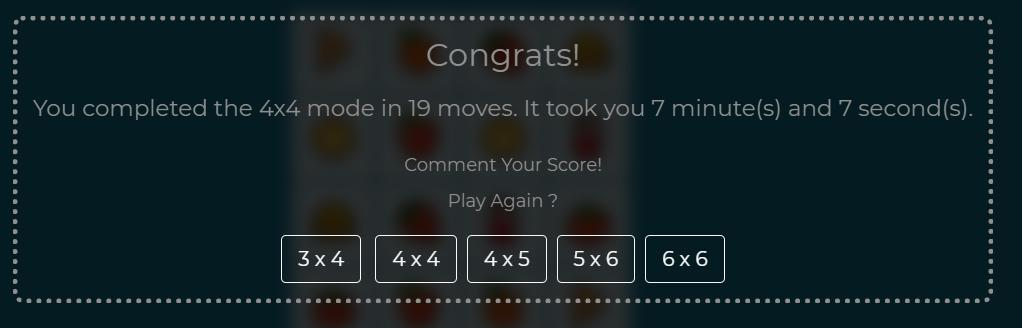 Congrats!
You completed the 4x4 mode in 19 moves. It took you 7 minute(s) and 7 second(s).
Comment Your Score!
Play Again ?
3 x 4 4 x 4 4 x 5 5 x 6 6 x 6